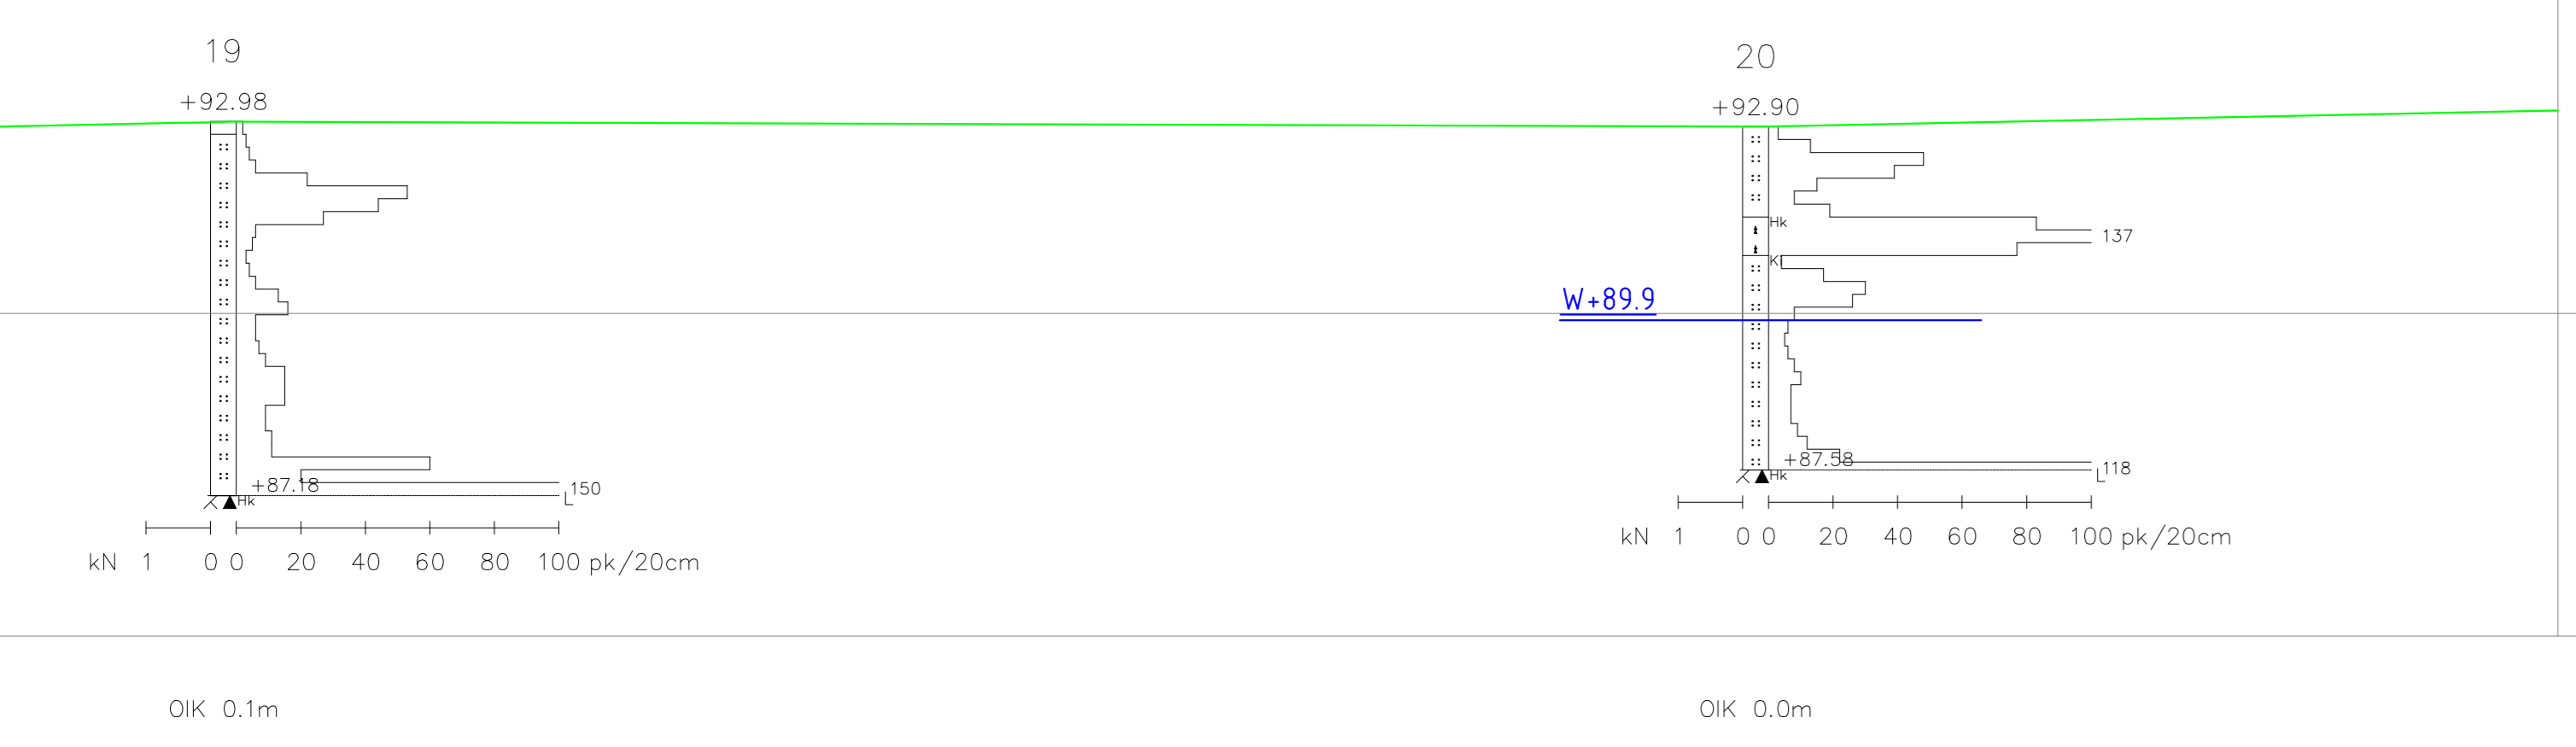 19
20
+92.98
+92.90
Hk
137
Ki
W+89.9
+87.18
150
L
Hk
+87.58
118
L
Hk
kN 1 0 0 20 40 60 80 100 pk/20cm
kN 1 0 0 20 40 60 80 100 pk/20cm
OIK 0.1m
OIK 0.0m